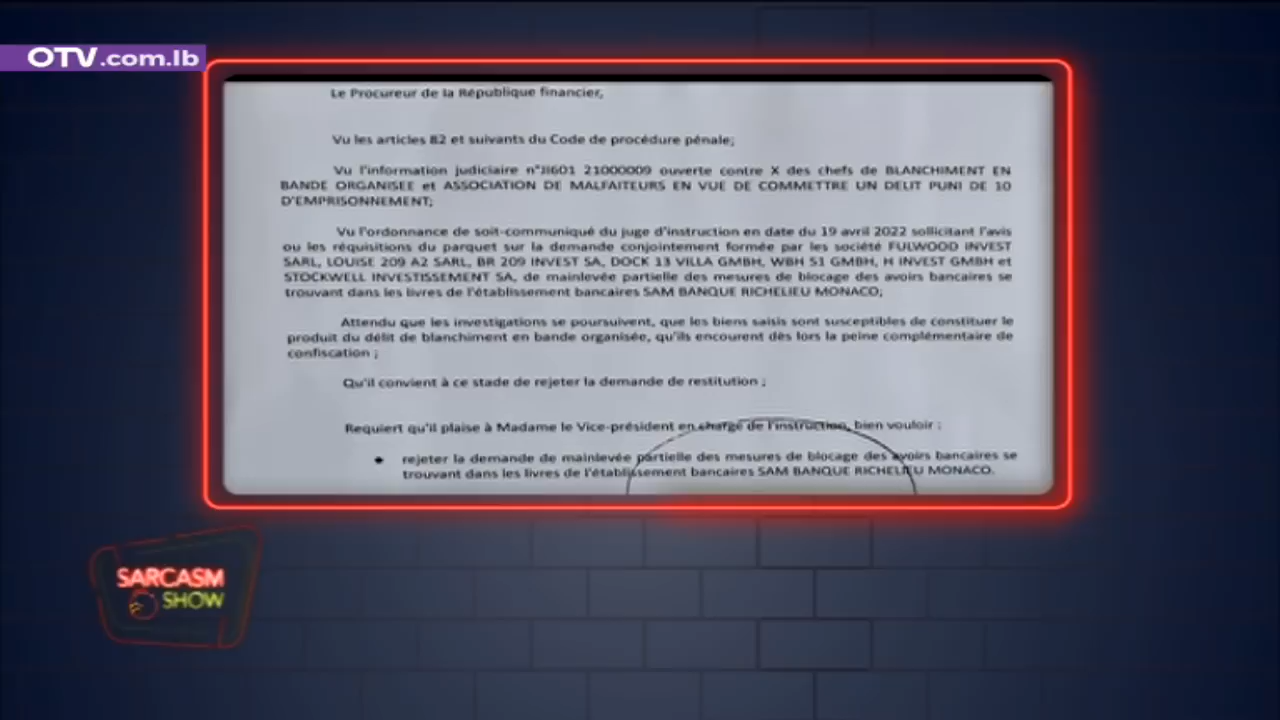 OTV.com.lb
Le Procureur de la République financier,
Vu les articles 82 et suivants du Code de procédure pénale;
Vu l'information judiciaire n°JI601 21000009 ouverte contre X des chefs de BLANCHIMENT EN
BANDE ORGANISEE et ASSOCIATION DE MALFAITEURS EN VUE DE COMMETTRE UN DELIT PUNI DE 10
D'EMPRISONNEMENT;
Vu l'ordonnance de soit-communiqué du juge d'instruction en date du 19 avril 2022 sollicitant l'avis
ou les réquisitions du parquet sur la demande conjointement formée par les société FULWOOD INVEST
SARL, LOUISE 209 A2 SARL, BR 209 INVEST SA, DOCK 13 VILLA GMBH, WBH 51 GMBH, H INVEST GMBH et
STOCKWELL INVESTISSEMENT SA, de mainlevée partielle des mesures de blocage des avoirs bancaires se
trouvant dans les livres de l'établissement bancaires SAM BANQUE RICHELIEU MONACO;
Attendu que les investigations se poursuivent, que les biens saisis sont susceptibles de constituer le
produit du délit de blanchiment en bande organisée, qu'ils encourent dès lors la peine complémentaire de
confiscation ;
Qu'il convient à ce stade de rejeter la demande de restitution ;
Requiert qu'il plaise à Madame le Vice-président en charge de l'instruction, bien vouloir :
• rejeter la demande de mainlevée partielle des mesures de blocage des avoirs bancaires se
trouvant dans les livres de l'établissement bancaires SAM BANQUE RICHELIEU MONACO.
SARCASM
SHOW